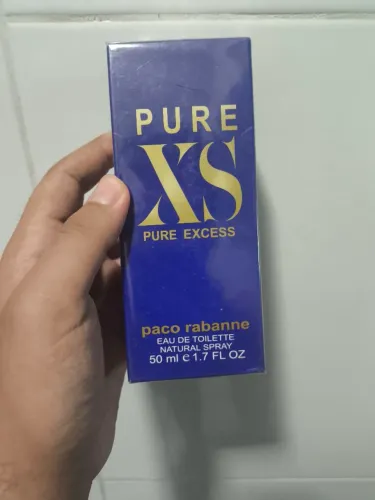 PURE
XS
PURE EXCESS
paco rabanne
EAU DE TOILETTE
NATURAL SPRAY
50 ml e 1.7 FL OZ